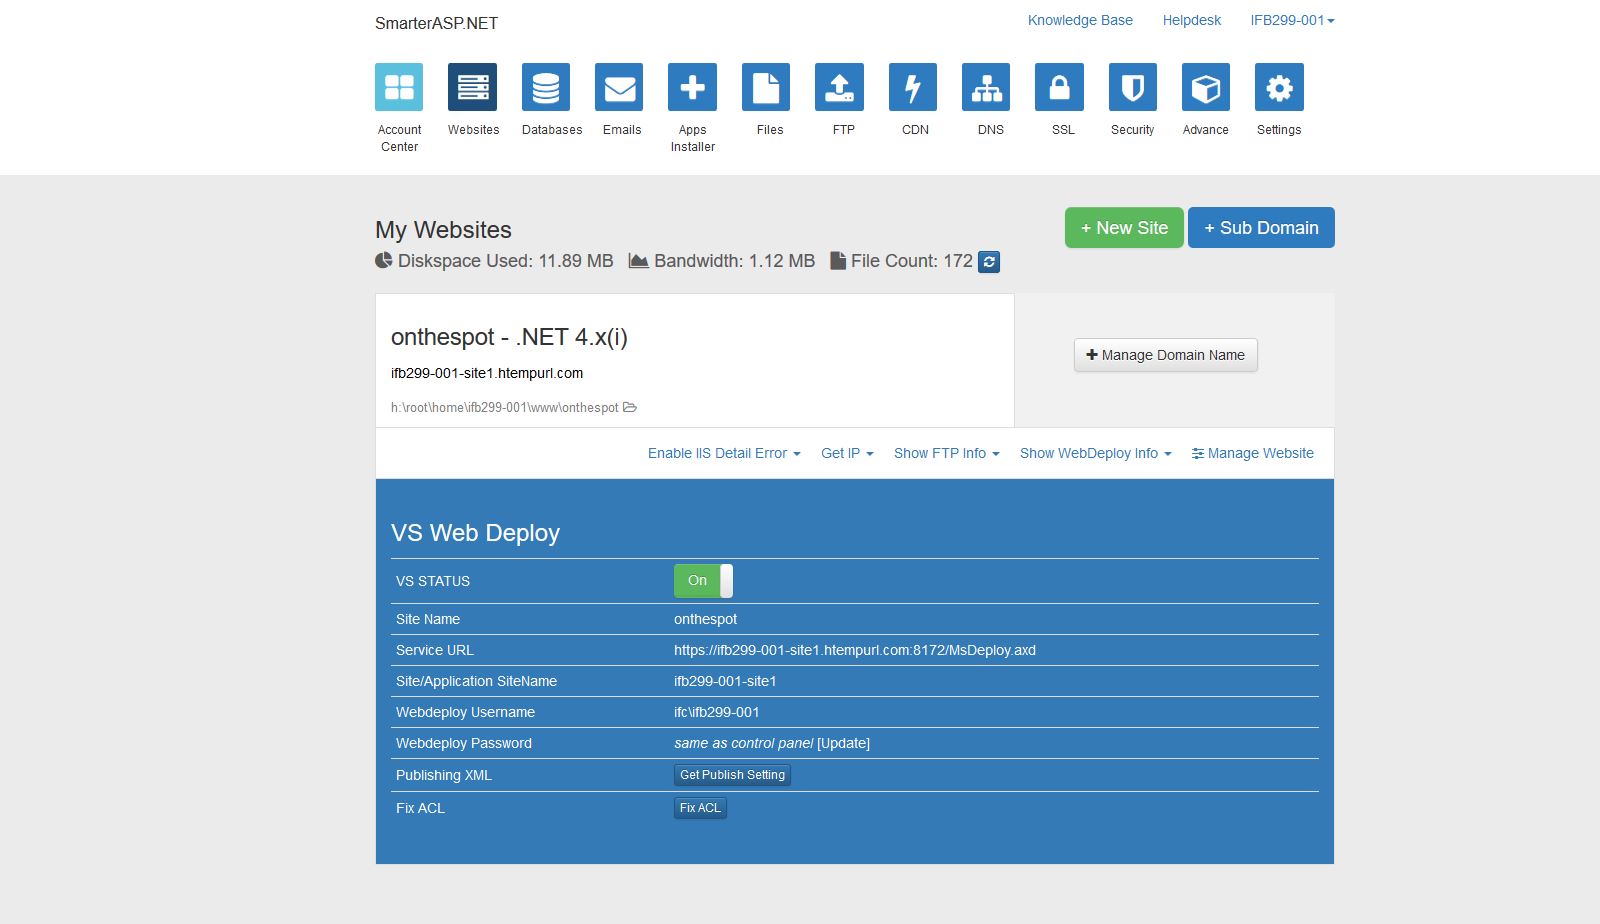 SmarterASP.NET
Knowledge Base Helpdesk IFB299-001
Account Center
Websites
Databases
Emails
Apps Installer
Files
FTP
CDN
DNS
SSL
Security
Advance
Settings
My Websites
+ New Site
+ Sub Domain
Diskspace Used: 11.89 MB Bandwidth: 1.12 MB File Count: 172
onthespot - .NET 4.x(i)
ifb299-001-site1.htempurl.com
h:\root\home\ifb299-001\www\onthespot
Manage Domain Name
Enable IIS Detail Error Get IP Show FTP Info Show WebDeploy Info Manage Website
VS Web Deploy
VS STATUS On
Site Name onthespot
Service URL https://ifb299-001-site1.htempurl.com:8172/MsDeploy.axd
Site/Application SiteName ifb299-001-site1
Webdeploy Username ifc\ifb299-001
Webdeploy Password same as control panel [Update]
Publishing XML Get Publish Setting
Fix ACL Fix ACL